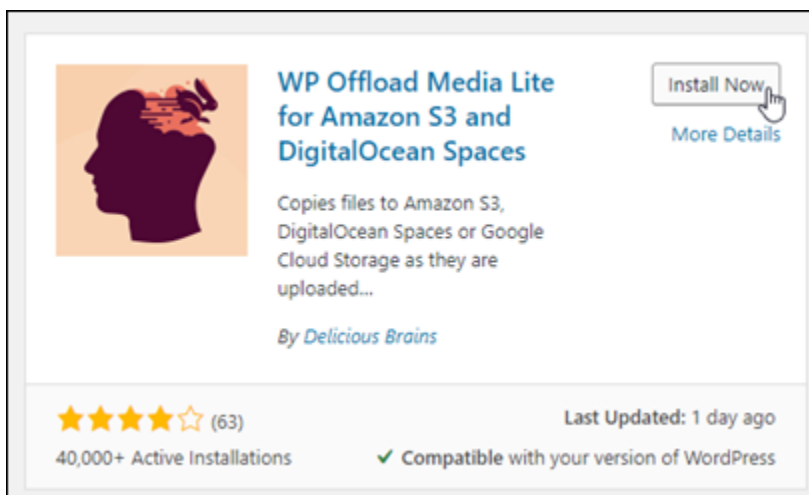 WP Offload Media Lite
for Amazon S3 and
DigitalOcean Spaces
Install Now
More Details
Copies files to Amazon S3,
DigitalOcean Spaces or Google
Cloud Storage as they are
uploaded...
By Delicious Brains
(63)
Last Updated: 1 day ago
40,000+ Active Installations
Compatible with your version of WordPress